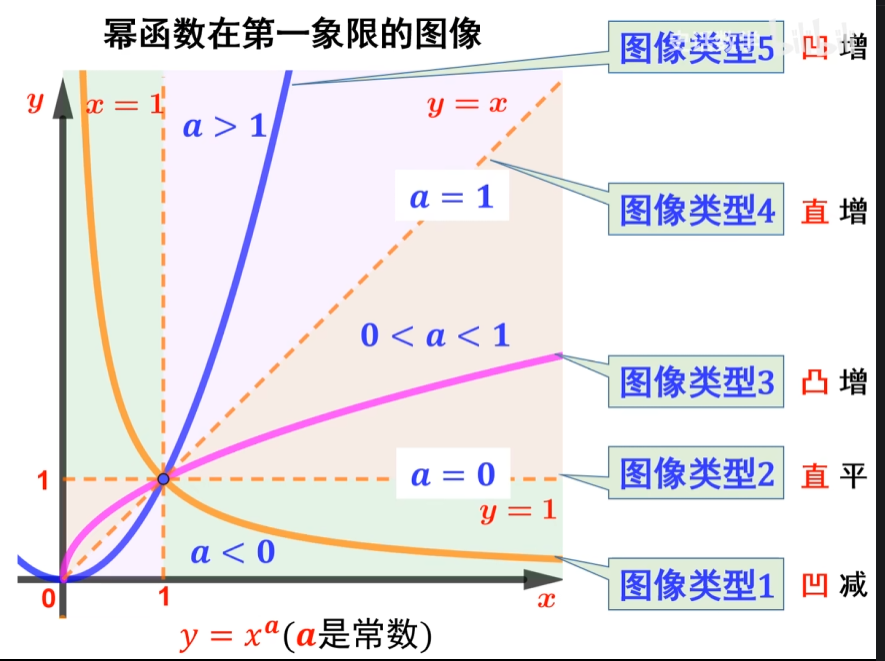 幂函数在第一象限的图像
图像类型5 凹 增
y
x = 1
a > 1
y = x
a = 1
图像类型4 直 增
0 < a < 1
图像类型3 凸 增
1
a = 0
图像类型2 直 平
y = 1
a < 0
图像类型1 凹 减
0
1
x
y = xᵃ(a是常数)